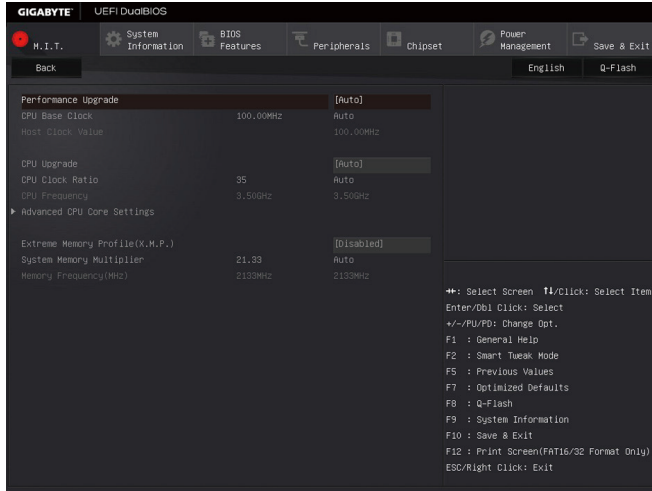 GIGABYTE™ UEFI DualBIOS
M.I.T. System Information BIOS Features Peripherals Chipset Power Management Save & Exit
Back English Q-Flash
Performance Upgrade [Auto]
CPU Base Clock 100.00MHz Auto
Host Clock Value 100.00MHz
CPU Upgrade [Auto]
CPU Clock Ratio 35 Auto
CPU Frequency 3.50GHz 3.50GHz
Advanced CPU Core Settings
Extreme Memory Profile(X.M.P.) [Disabled]
System Memory Multiplier 21.33 Auto
Memory Frequency(MHz) 2133MHz 2133MHz
→←: Select Screen ↑↓/Click: Select Item
Enter/Dbl Click: Select
+/-/PU/PD: Change Opt.
F1 : General Help
F2 : Smart Tweak Mode
F5 : Previous Values
F7 : Optimized Defaults
F8 : Q-Flash
F9 : System Information
F10 : Save & Exit
F12 : Print Screen(FAT16/32 Format Only)
ESC/Right Click: Exit